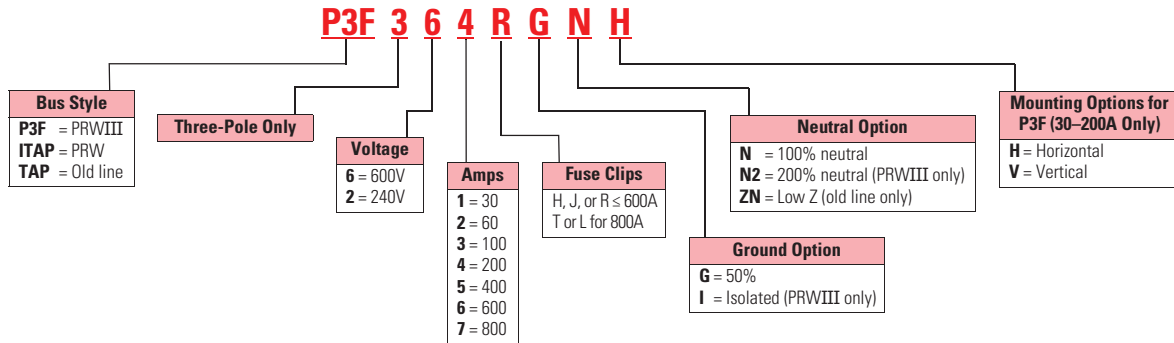 P3F 3 6 4 R G N H
Bus Style
P3F = PRWIII
ITAP = PRW
TAP = Old line
Three-Pole Only
Voltage
6 = 600V
2 = 240V
Amps
1 = 30
2 = 60
3 = 100
4 = 200
5 = 400
6 = 600
7 = 800
Fuse Clips
H, J, or R ≤ 600A
T or L for 800A
Ground Option
G = 50%
I = Isolated (PRWIII only)
Neutral Option
N = 100% neutral
N2 = 200% neutral (PRWIII only)
ZN = Low Z (old line only)
Mounting Options for
P3F (30–200A Only)
H = Horizontal
V = Vertical